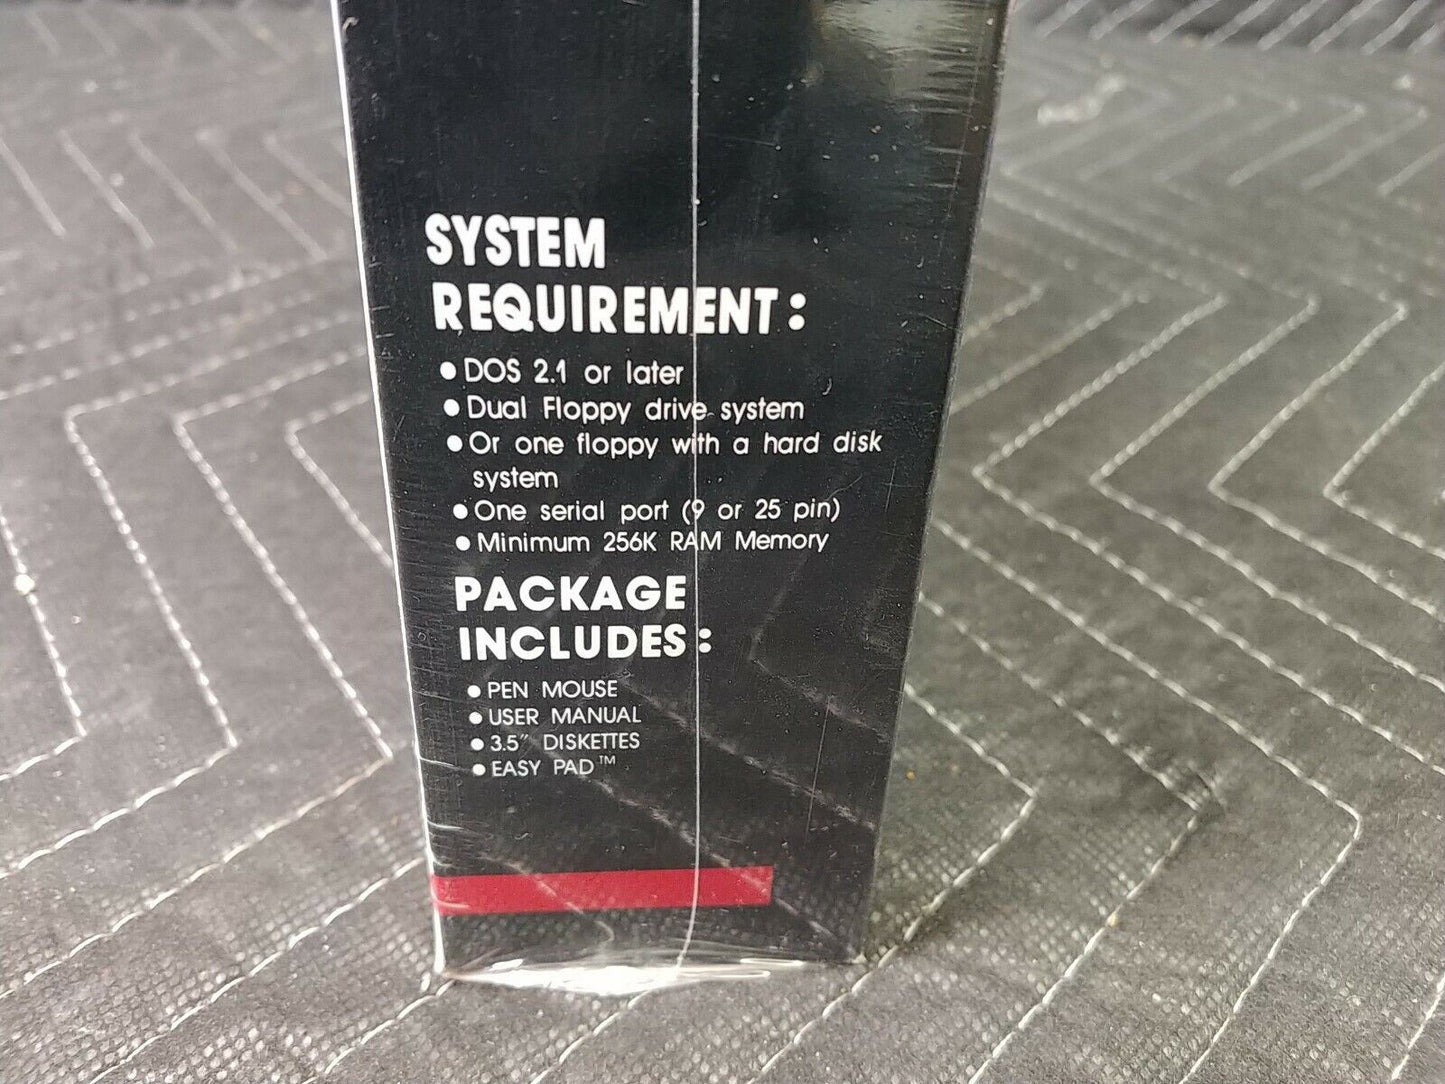 SYSTEM
REQUIREMENT:
● DOS 2.1 or later
● Dual Floppy drive system
● Or one floppy with a hard disk
system
● One serial port (9 or 25 pin)
● Minimum 256K RAM Memory
PACKAGE
INCLUDES:
● PEN MOUSE
● USER MANUAL
● 3.5″ DISKETTES
● EASY PAD™